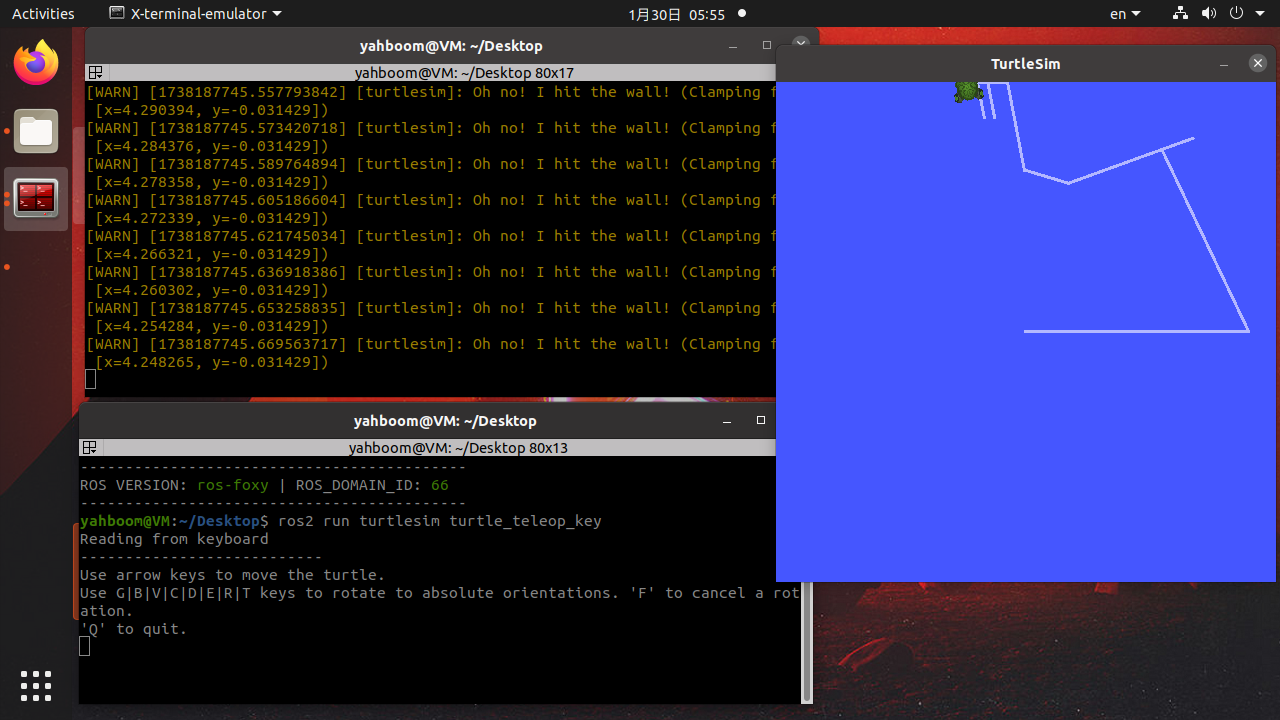 Activities X-terminal-emulator 1月30日 05:55 en
yahboom@VM: ~/Desktop
yahboom@VM: ~/Desktop 80x17
[WARN] [1738187745.557793842] [turtlesim]: Oh no! I hit the wall! (Clamping f
[x=4.290394, y=-0.031429])
[WARN] [1738187745.573420718] [turtlesim]: Oh no! I hit the wall! (Clamping f
[x=4.284376, y=-0.031429])
[WARN] [1738187745.589764894] [turtlesim]: Oh no! I hit the wall! (Clamping f
[x=4.278358, y=-0.031429])
[WARN] [1738187745.605186604] [turtlesim]: Oh no! I hit the wall! (Clamping f
[x=4.272339, y=-0.031429])
[WARN] [1738187745.621745034] [turtlesim]: Oh no! I hit the wall! (Clamping f
[x=4.266321, y=-0.031429])
[WARN] [1738187745.636918386] [turtlesim]: Oh no! I hit the wall! (Clamping f
[x=4.260302, y=-0.031429])
[WARN] [1738187745.653258835] [turtlesim]: Oh no! I hit the wall! (Clamping f
[x=4.254284, y=-0.031429])
[WARN] [1738187745.669563717] [turtlesim]: Oh no! I hit the wall! (Clamping f
[x=4.248265, y=-0.031429])
TurtleSim
yahboom@VM: ~/Desktop
yahboom@VM: ~/Desktop 80x13
-------------------------------------------
ROS VERSION: ros-foxy | ROS_DOMAIN_ID: 66
-------------------------------------------
yahboom@VM:~/Desktop$ ros2 run turtlesim turtle_teleop_key
Reading from keyboard
---------------------------
Use arrow keys to move the turtle.
Use G|B|V|C|D|E|R|T keys to rotate to absolute orientations. 'F' to cancel a rot
ation.
'Q' to quit.